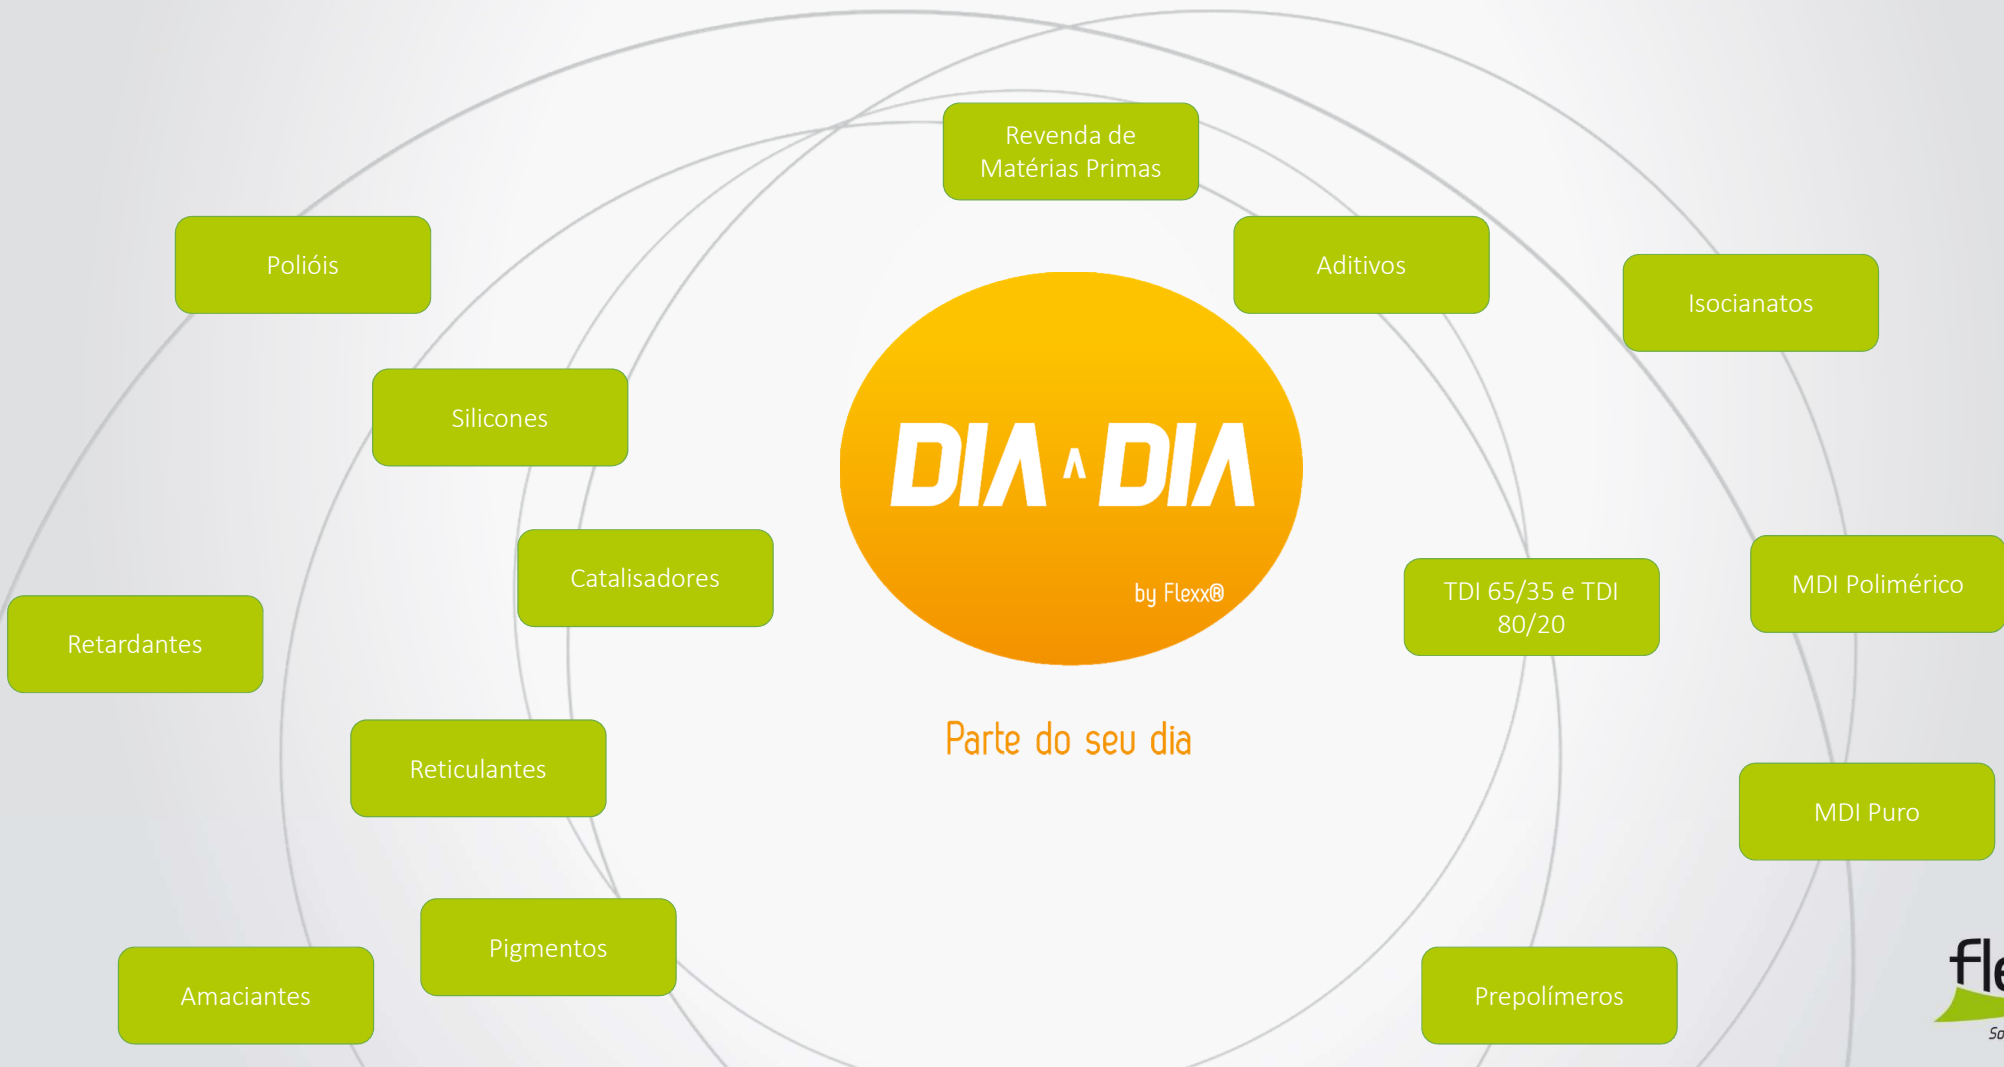 Revenda de
Matérias Primas
Polióis
Aditivos
Isocianatos
Silicones
DIA A DIA
by Flexx®
Catalisadores
TDI 65/35 e TDI
80/20
MDI Polimérico
Retardantes
Parte do seu dia
Reticulantes
MDI Puro
Pigmentos
Amaciantes
Prepolímeros